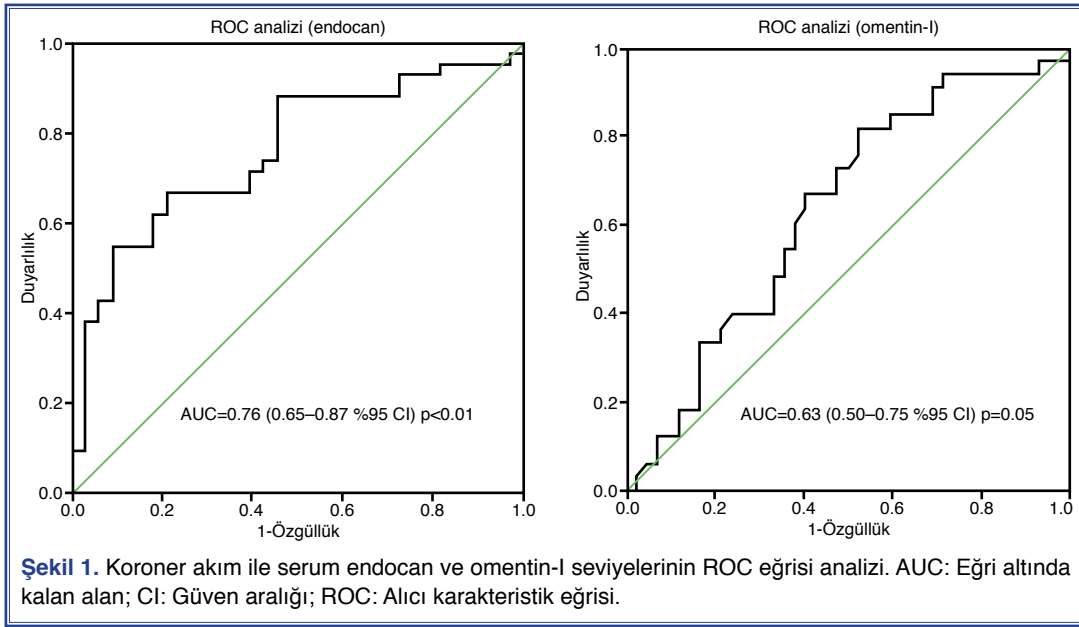 ROC analizi (endocan)
1.0
0.8
0.6
0.4
0.2
0.0
Duyarlılık
AUC=0.76 (0.65–0.87 %95 CI) p<0.01
0.0 0.2 0.4 0.6 0.8 1.0
1-Özgüllük
ROC analizi (omentin-I)
1.0
0.8
0.6
0.4
0.2
0.0
Duyarlılık
AUC=0.63 (0.50–0.75 %95 CI) p=0.05
0.0 0.2 0.4 0.6 0.8 1.0
1-Özgüllük
Şekil 1. Koroner akım ile serum endocan ve omentin-I seviyelerinin ROC eğrisi analizi. AUC: Eğri altında
kalan alan; CI: Güven aralığı; ROC: Alıcı karakteristik eğrisi.